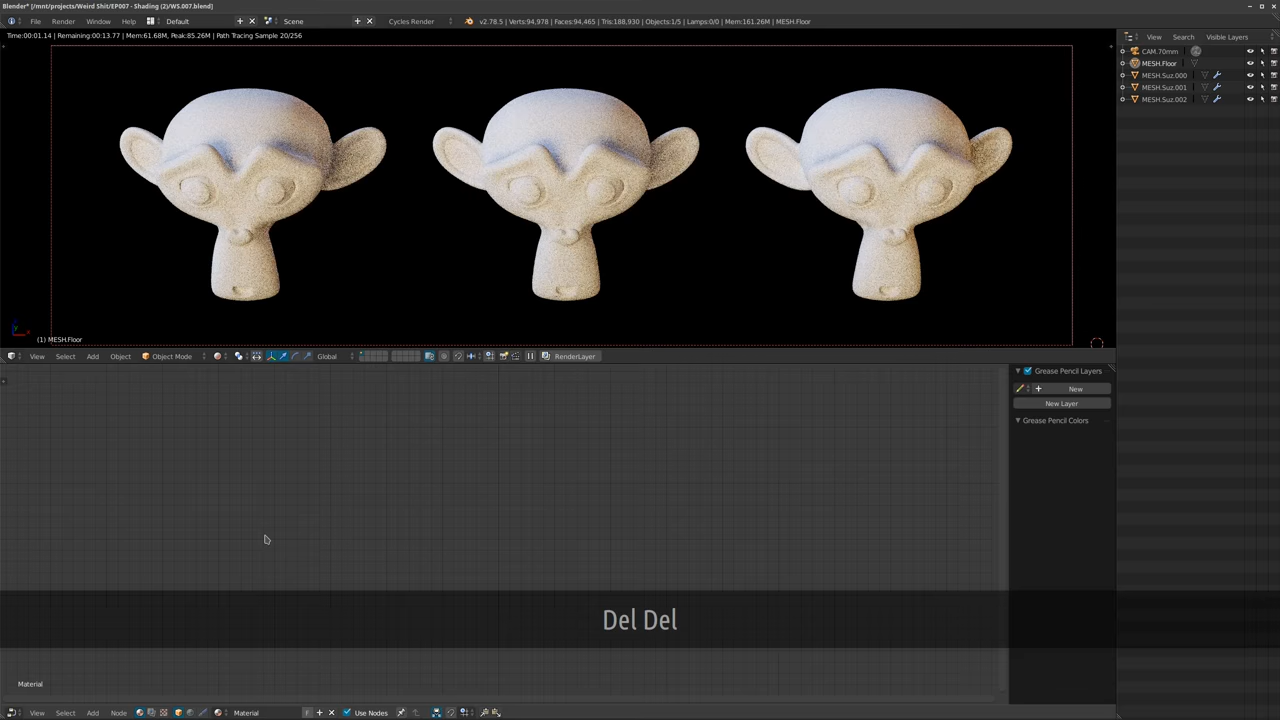 Blender* [/mnt/projects/Weird Shit/EP007 - Shading (2)/WS.007.blend]
File Render Window Help Default Scene Cycles Render v2.78.5 | Verts:94,978 | Faces:94,465 | Tris:188,930 | Objects:1/5 | Lamps:0/0 | Mem:161.26M | MESH.Floor
Time:00:01.14 | Remaining:00:13.77 | Mem:61.68M, Peak:85.26M | Path Tracing Sample 20/256
View Search Visible Layers
CAM.70mm
MESH.Floor
MESH.Suz.000
MESH.Suz.001
MESH.Suz.002
(1) MESH.Floor
View Select Add Object Object Mode Global RenderLayer
Grease Pencil Layers
New
New Layer
Grease Pencil Colors
Del Del
Material
View Select Add Node Material F Use Nodes